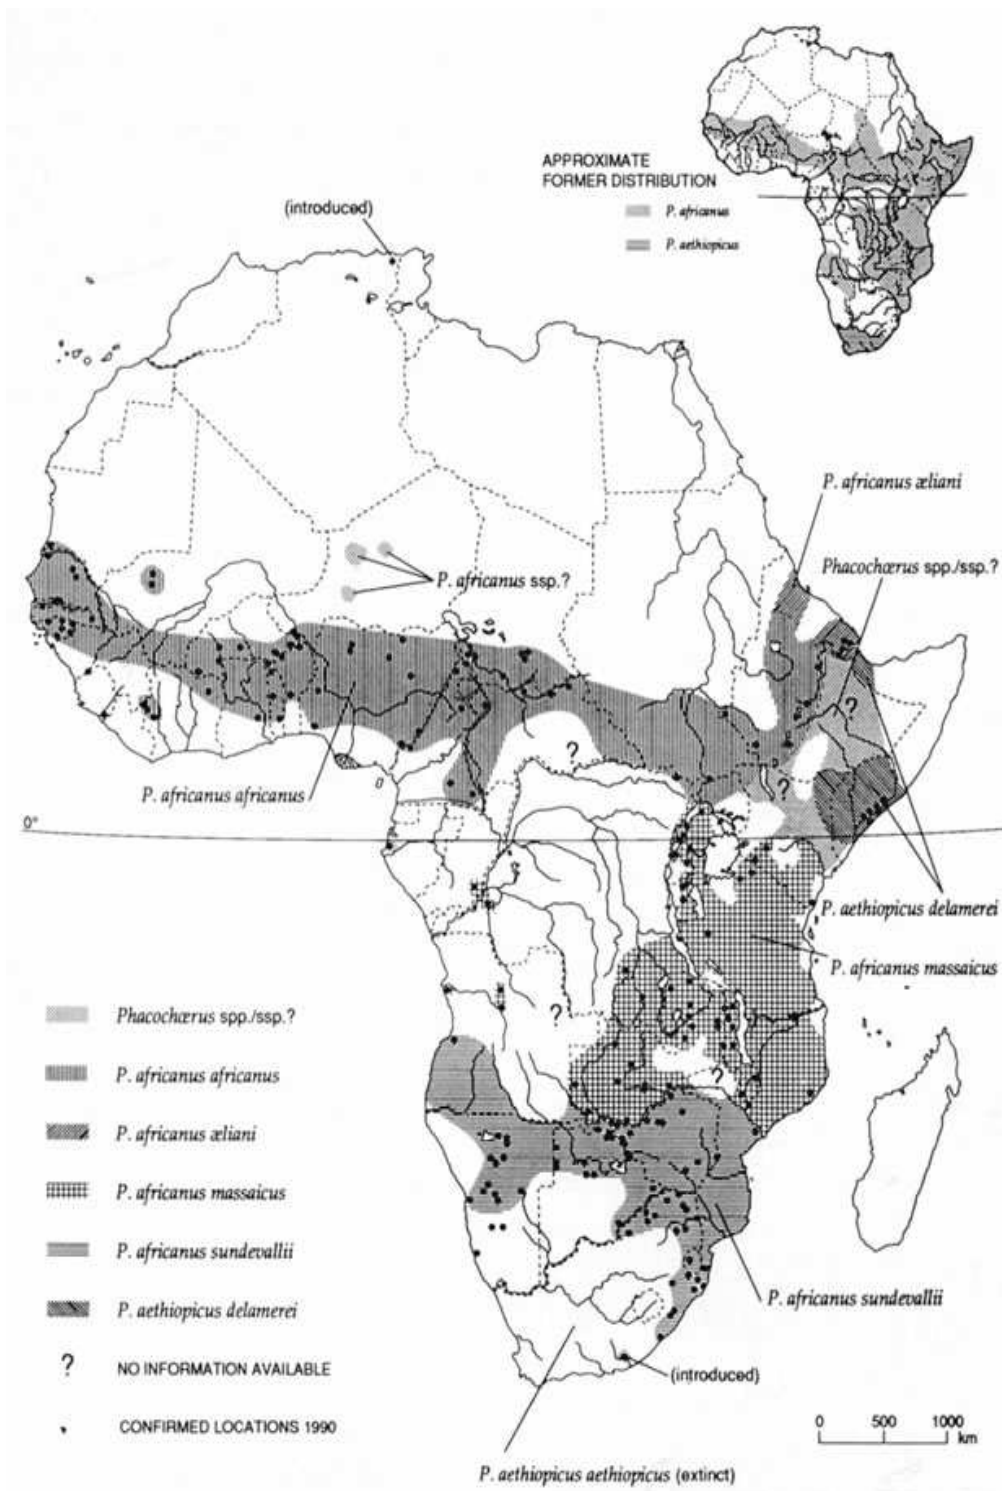 APPROXIMATE
FORMER DISTRIBUTION
P. africanus
P. aethiopicus
(introduced)
P. africanus æliani
Phacochœrus spp./ssp.?
P. africanus ssp.?
?
?
?
P. africanus africanus
0°
P. aethiopicus delamerei
P. africanus massaicus
?
?
Phacochœrus spp./ssp.?
P. africanus africanus
P. africanus æliani
P. africanus massaicus
P. africanus sundevallii
P. aethiopicus delamerei
? NO INFORMATION AVAILABLE
CONFIRMED LOCATIONS 1990
P. africanus sundevallii
(introduced)
0 500 1000
km
P. aethiopicus aethiopicus (extinct)